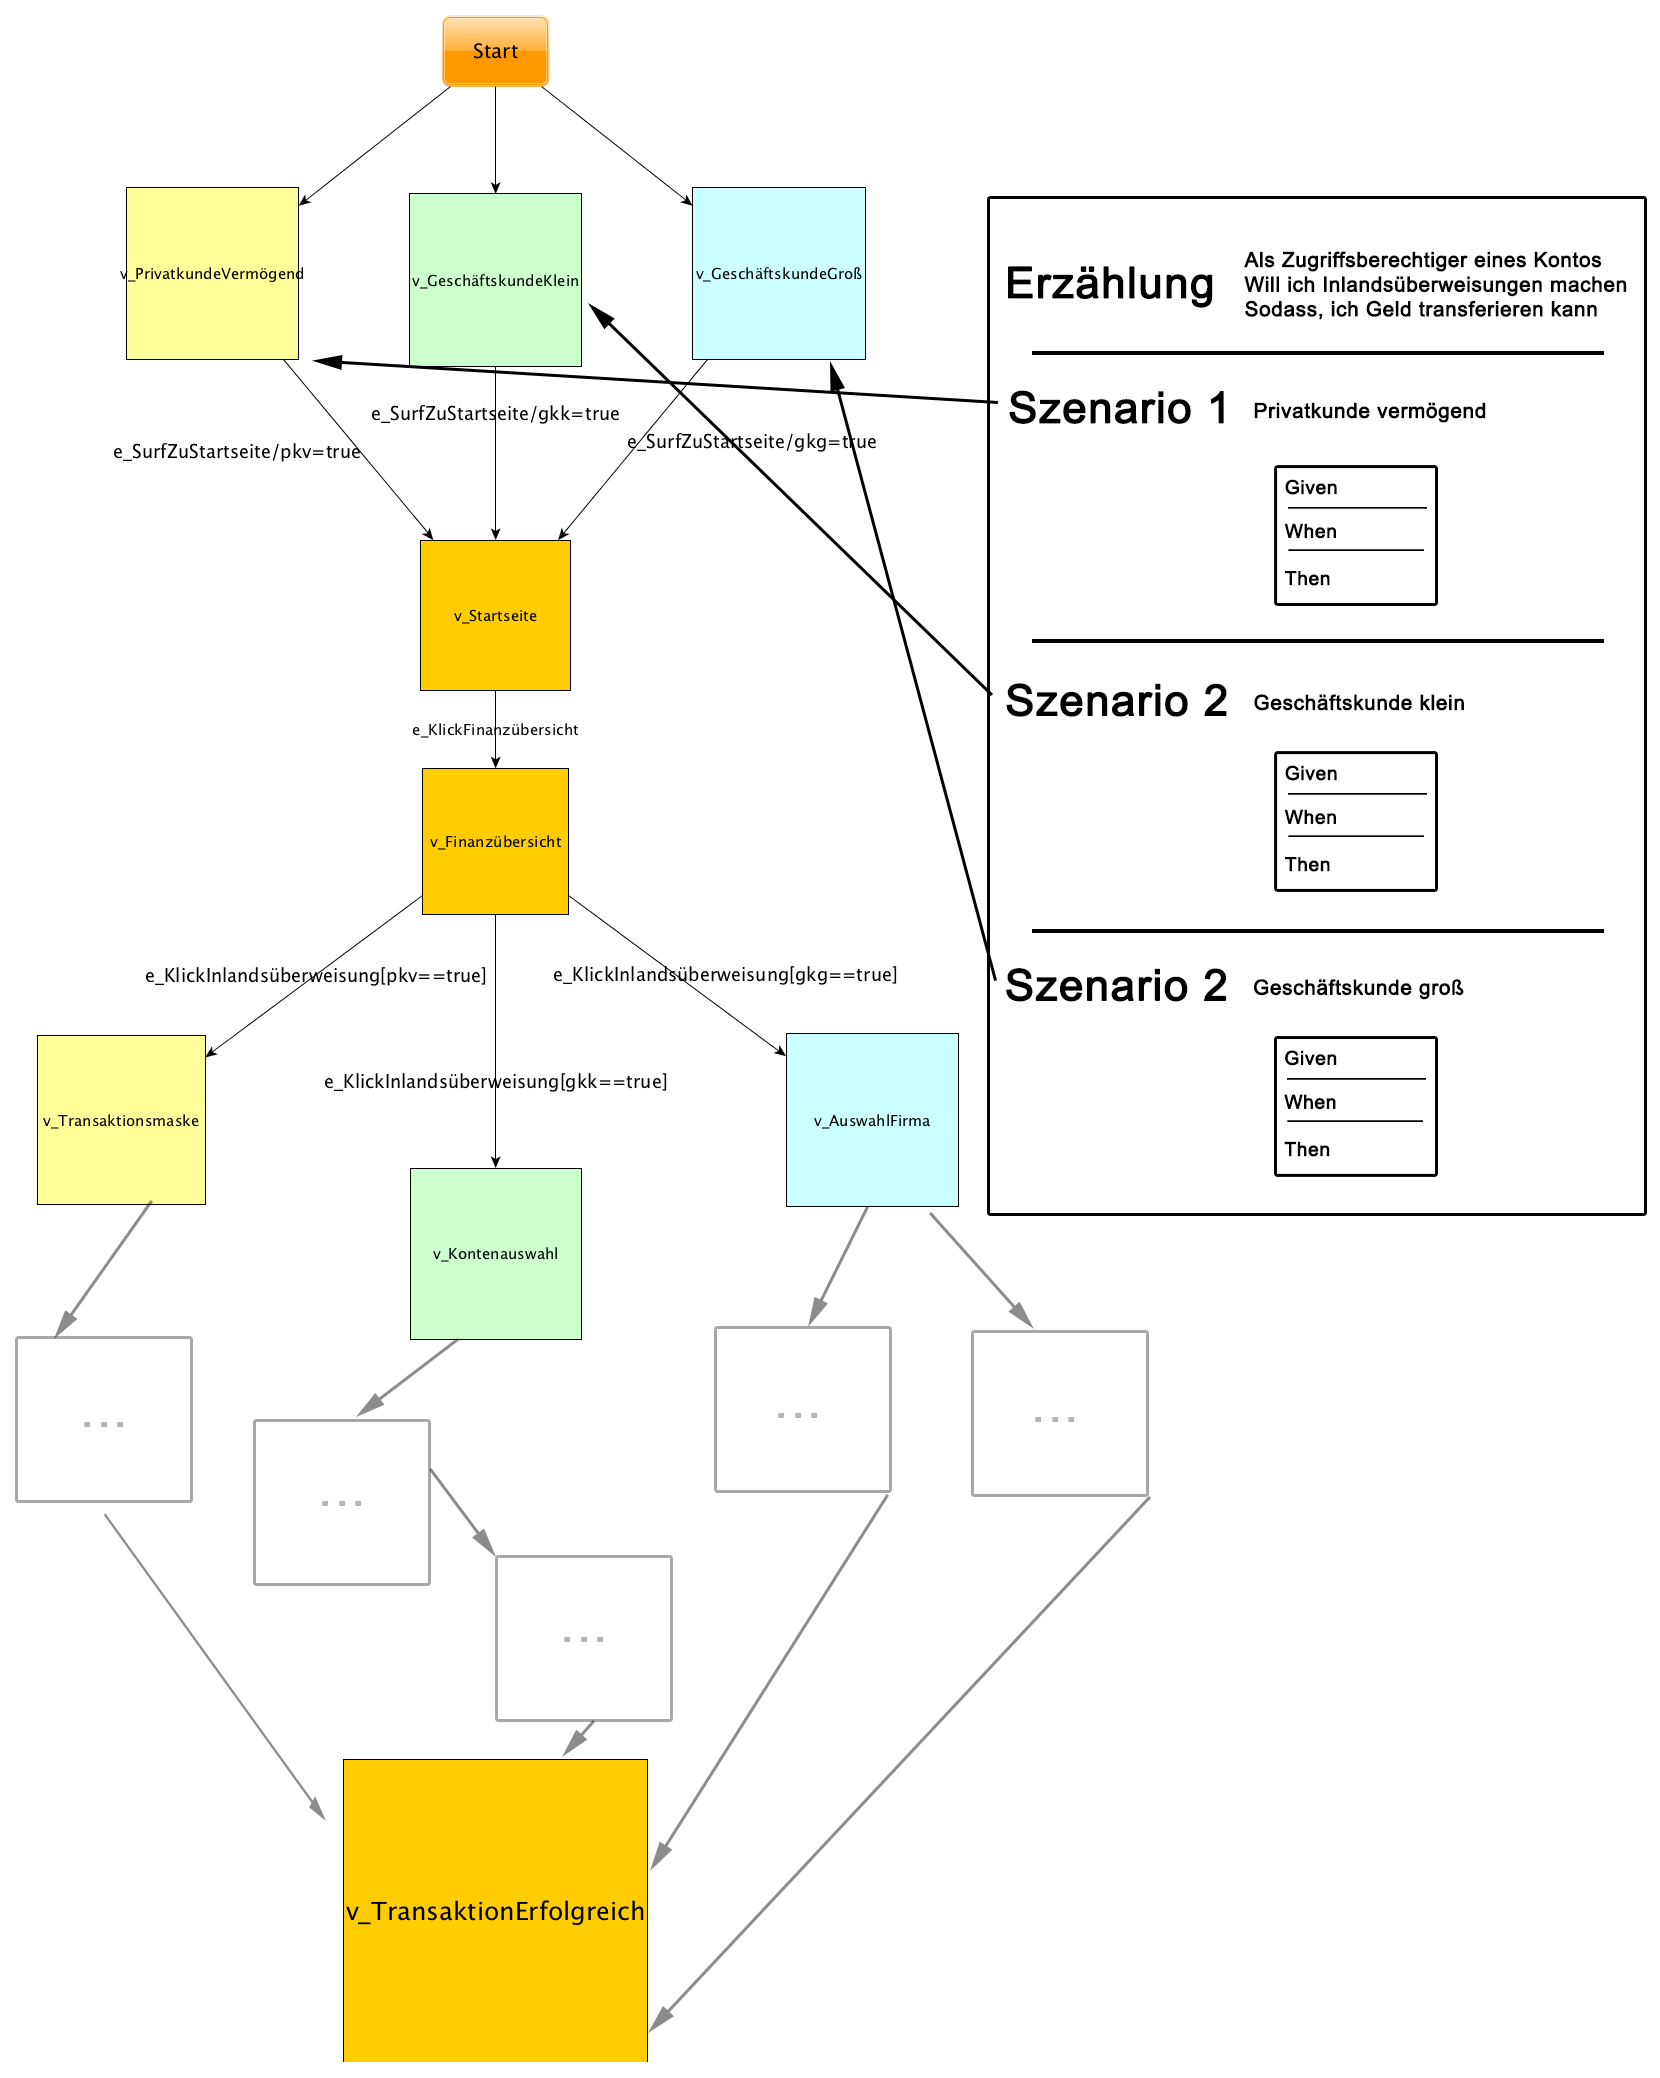 Start
v_PrivatkundeVermögend
v_GeschäftskundeKlein
v_GeschäftskundeGroß
e_SurfZuStartseite/pkv=true
e_SurfZuStartseite/gkk=true
e_SurfZuStartseite/gkg=true
v_Startseite
e_KlickFinanzübersicht
v_Finanzübersicht
e_KlickInlandsüberweisung[pkv==true]
e_KlickInlandsüberweisung[gkg==true]
e_KlickInlandsüberweisung[gkk==true]
v_Transaktionsmaske
v_AuswahlFirma
v_Kontenauswahl
...
...
...
...
...
v_TransaktionErfolgreich
Erzählung
Als Zugriffsberechtiger eines Kontos
Will ich Inlandsüberweisungen machen
Sodass, ich Geld transferieren kann
Szenario 1 Privatkunde vermögend
Given
When
Then
Szenario 2 Geschäftskunde klein
Given
When
Then
Szenario 2 Geschäftskunde groß
Given
When
Then